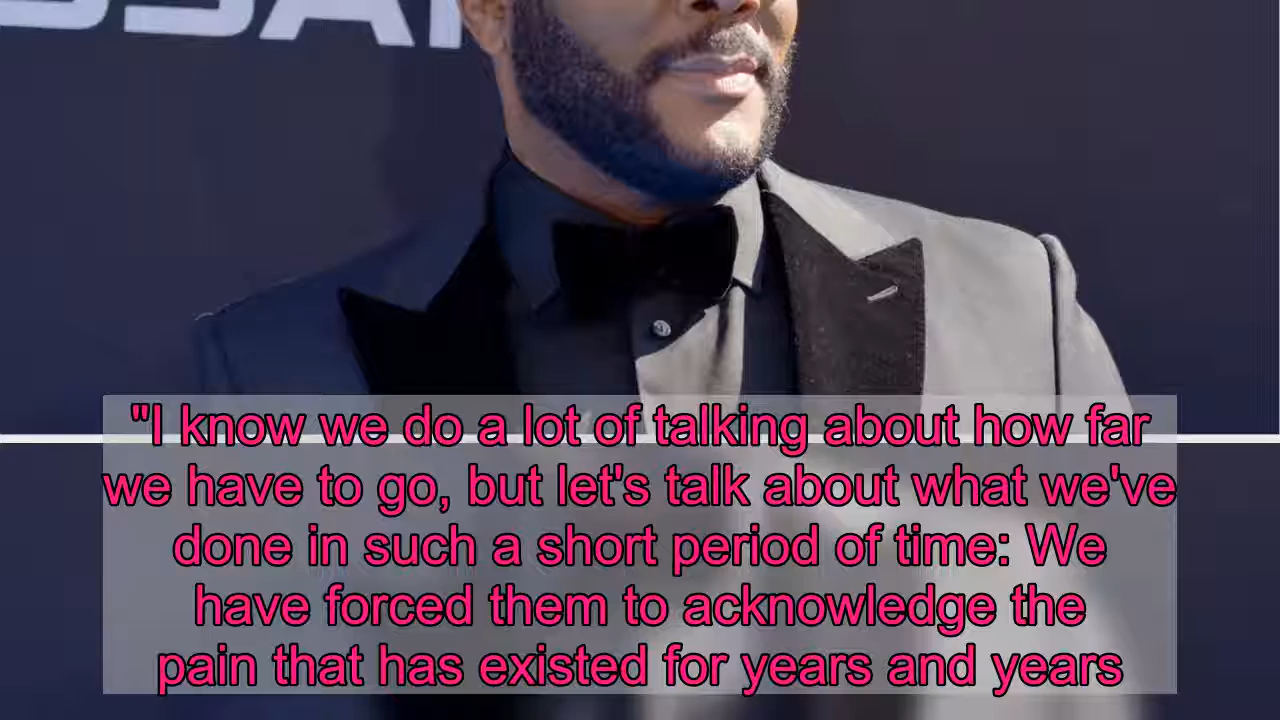 "I know we do a lot of talking about how far
we have to go, but let's talk about what we've
done in such a short period of time: We
have forced them to acknowledge the
pain that has existed for years and years